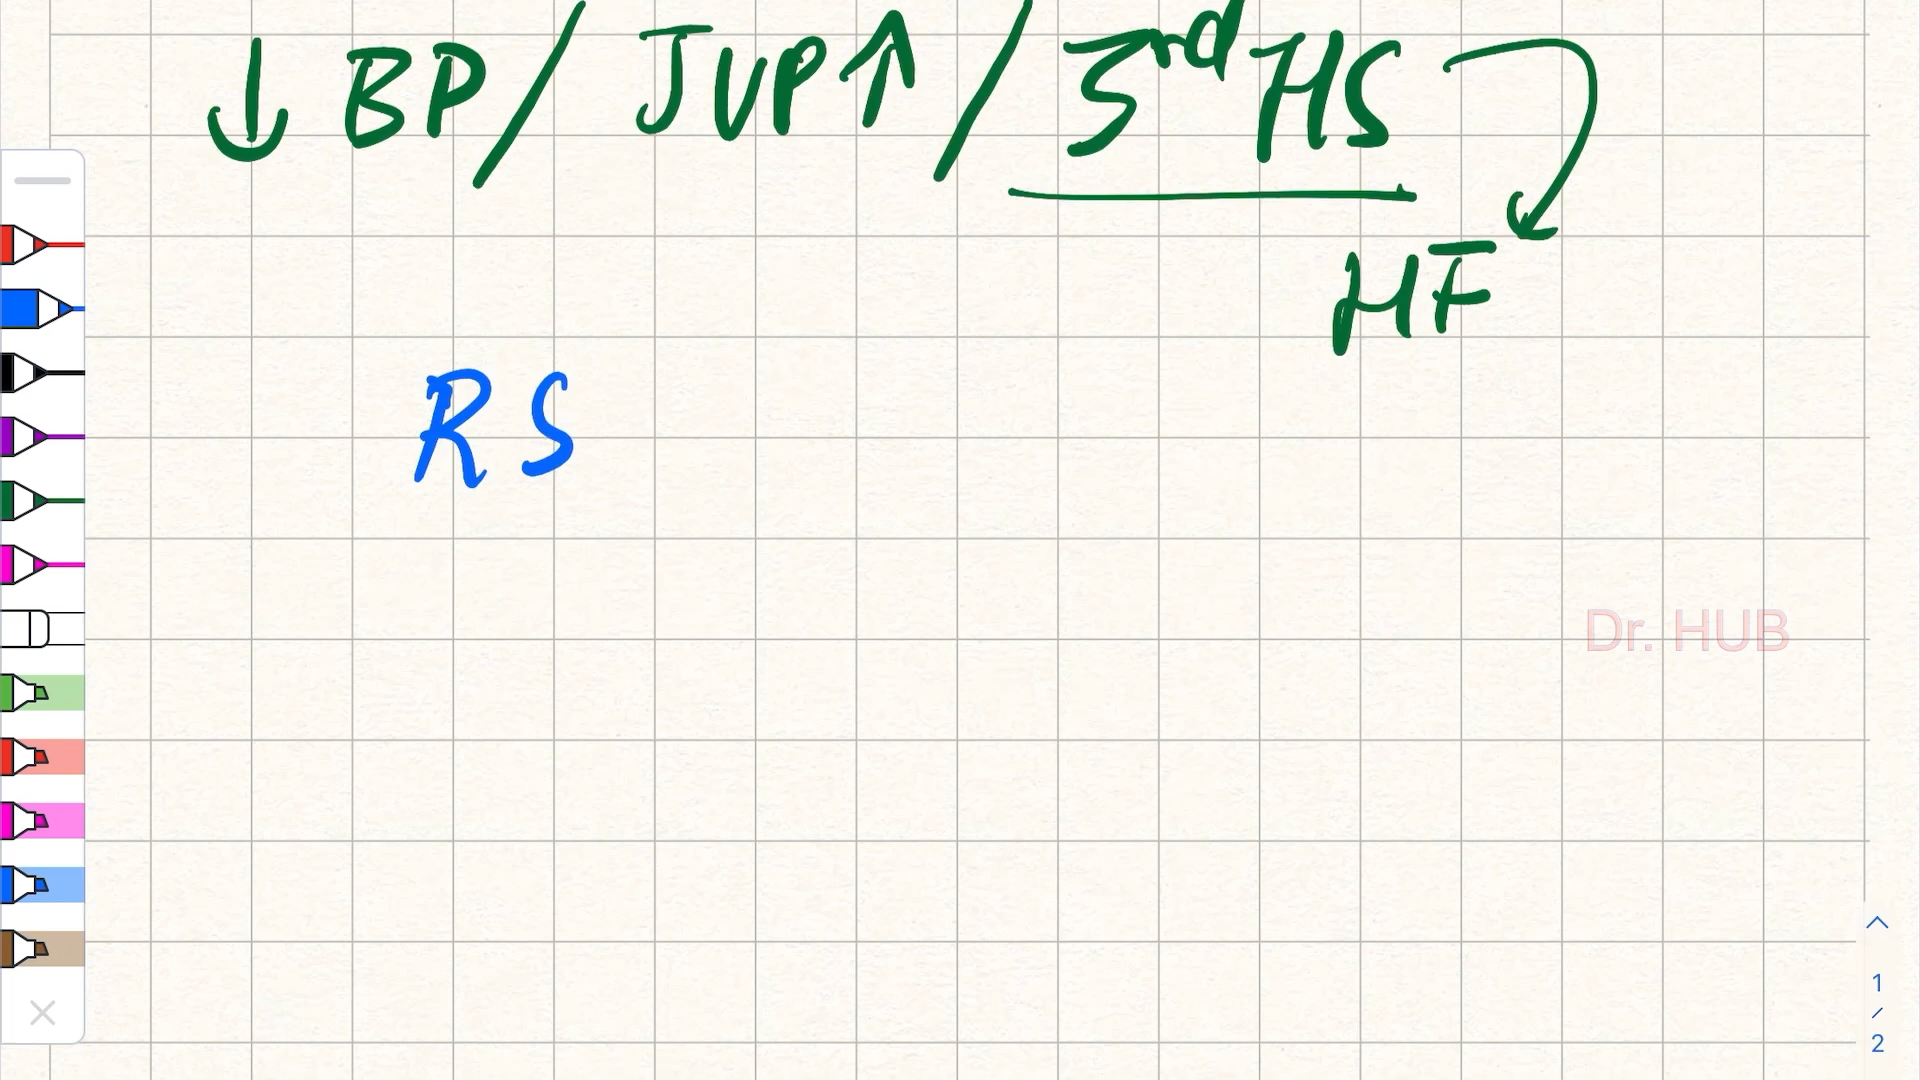 ↓ BP / JVP ↑ / 3rd HS
HF
RS
Dr. HUB
1
/
2